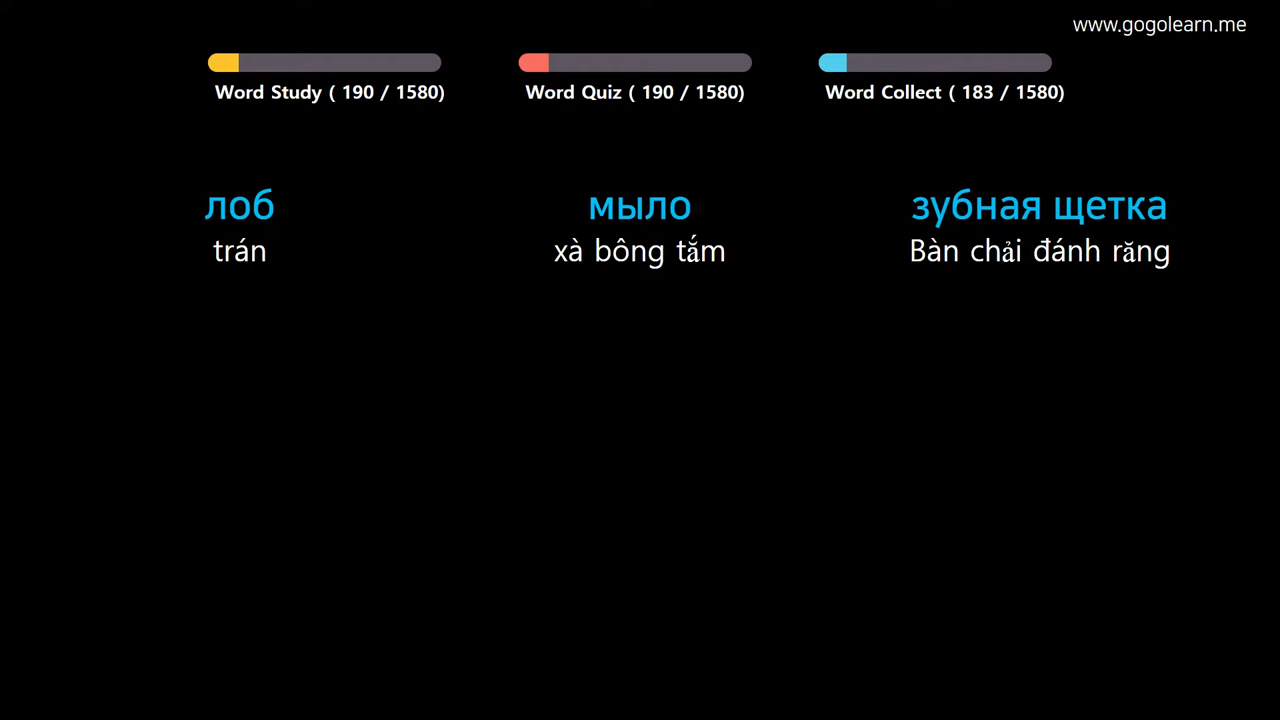 www.gogolearn.me
Word Study ( 190 / 1580)
Word Quiz ( 190 / 1580)
Word Collect ( 183 / 1580)
лоб
trán
мыло
xà bông tắm
зубная щетка
Bàn chải đánh răng